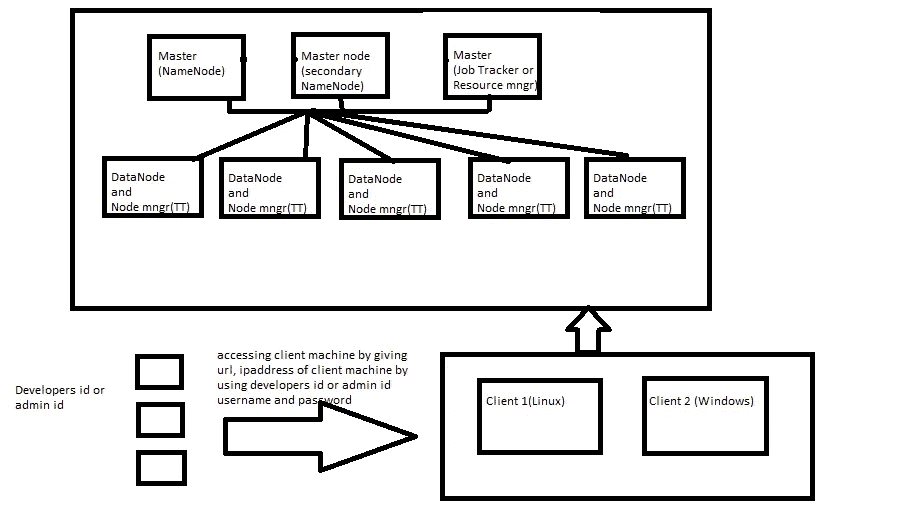 Master
(NameNode)
Master node
(secondary
NameNode)
Master
(Job Tracker or
Resource mngr)
DataNode
and
Node mngr(TT)
DataNode
and
Node mngr(TT)
DataNode
and
Node mngr(TT)
DataNode
and
Node mngr(TT)
DataNode
and
Node mngr(TT)
Developers id or
admin id
accessing client machine by giving
url, ipaddress of client machine by
using developers id or admin id
username and password
Client 1(Linux)
Client 2 (Windows)